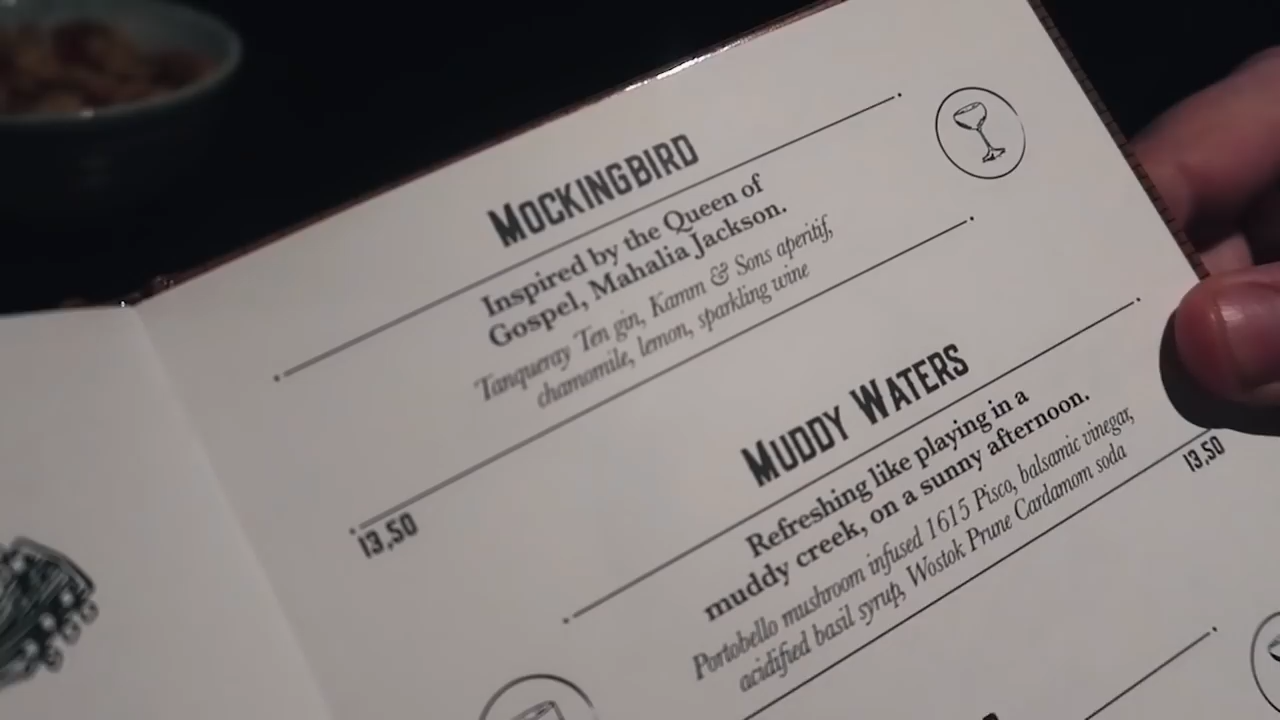 MOCKINGBIRD
Inspired by the Queen of
Gospel, Mahalia Jackson.
Tanqueray Ten gin, Kamm & Sons aperitif,
chamomile, lemon, sparkling wine
13,50
MUDDY WATERS
Refreshing like playing in a
muddy creek, on a sunny afternoon.
Portobello mushroom infused 1615 Pisco, balsamic vinegar,
acidified basil syrup, Wostok Prune Cardamom soda
13,50